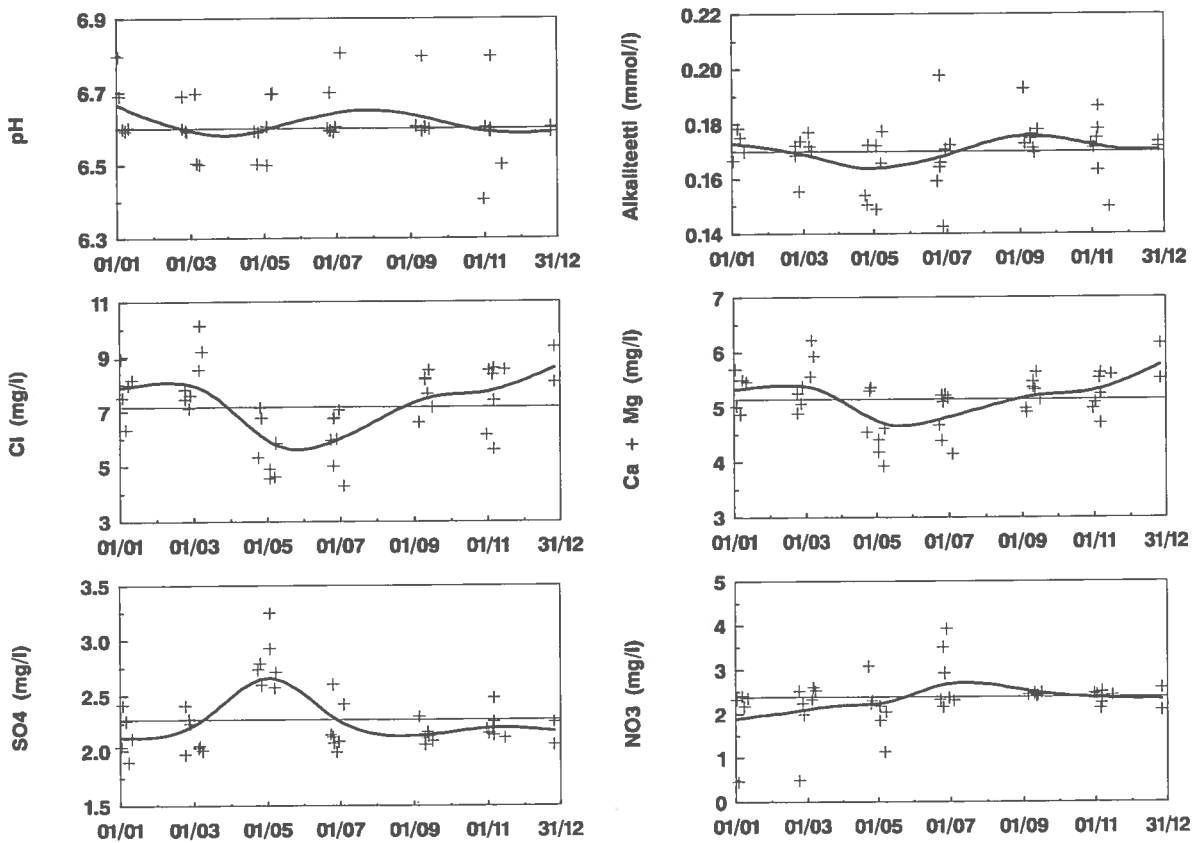 pH
6.9
6.7
6.5
6.3
01/01 01/03 01/05 01/07 01/09 01/11 31/12
Alkaliteetti (mmol/l)
0.22
0.20
0.18
0.16
0.14
01/01 01/03 01/05 01/07 01/09 01/11 31/12
Cl (mg/l)
11
9
7
5
3
01/01 01/03 01/05 01/07 01/09 01/11 31/12
Ca + Mg (mg/l)
7
6
5
4
3
01/01 01/03 01/05 01/07 01/09 01/11 31/12
SO4 (mg/l)
3.5
3.0
2.5
2.0
1.5
01/01 01/03 01/05 01/07 01/09 01/11 31/12
NO3 (mg/l)
5
4
3
2
1
0
01/01 01/03 01/05 01/07 01/09 01/11 31/12